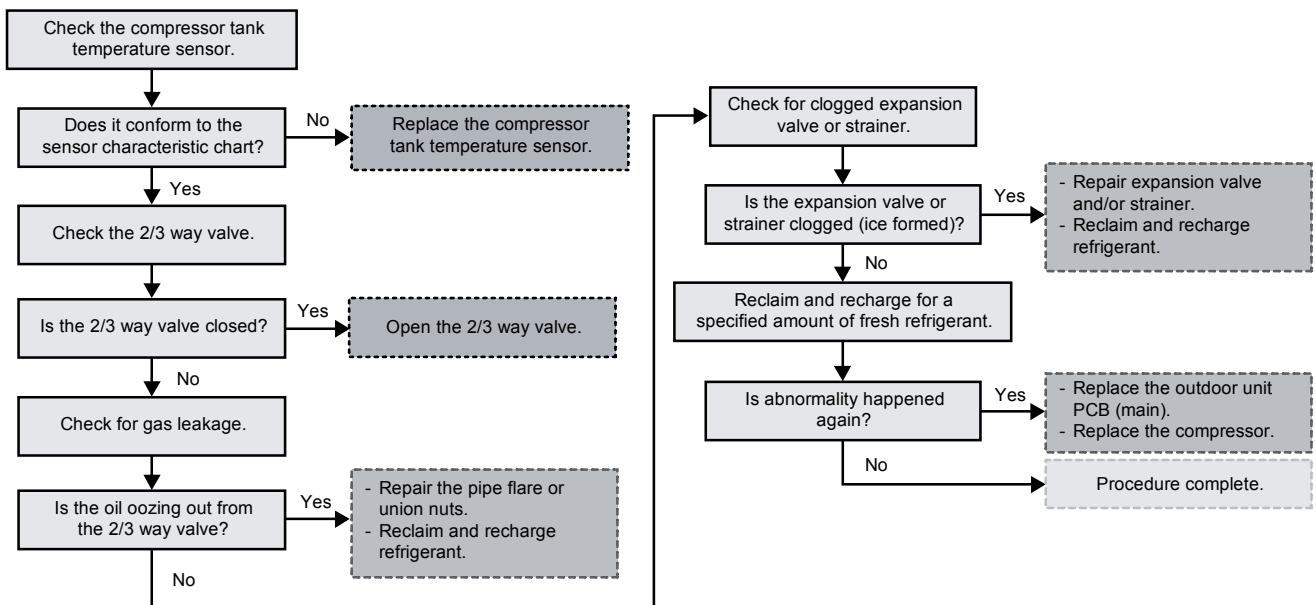 Check the compressor tank
temperature sensor.
Does it conform to the
sensor characteristic chart?
No
Replace the compressor
tank temperature sensor.
Yes
Check the 2/3 way valve.
Is the 2/3 way valve closed?
Yes
Open the 2/3 way valve.
No
Check for gas leakage.
Is the oil oozing out from
the 2/3 way valve?
Yes
- Repair the pipe flare or
union nuts.
- Reclaim and recharge
refrigerant.
No
Check for clogged expansion
valve or strainer.
Is the expansion valve or
strainer clogged (ice formed)?
Yes
- Repair expansion valve
and/or strainer.
- Reclaim and recharge
refrigerant.
No
Reclaim and recharge for a
specified amount of fresh refrigerant.
Is abnormality happened
again?
Yes
- Replace the outdoor unit
PCB (main).
- Replace the compressor.
No
Procedure complete.